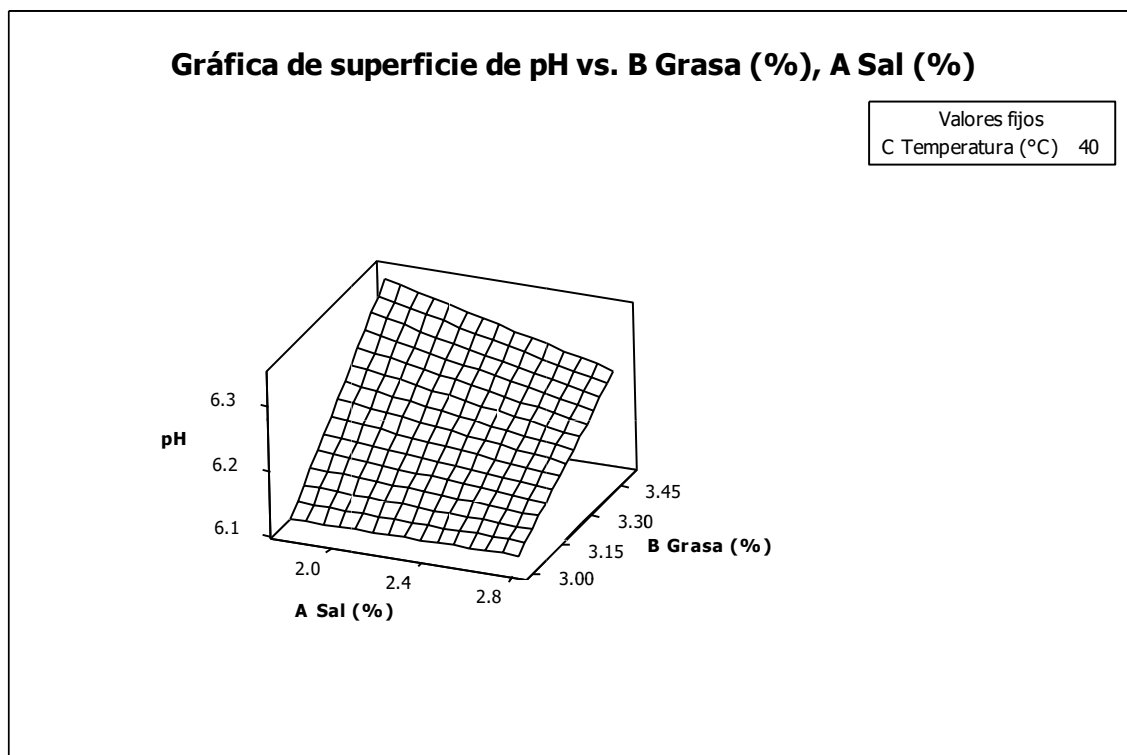 Gráfica de superficie de pH vs. B Grasa (%), A Sal (%)
Valores fijos
C Temperatura (°C) 40
6.3
pH
6.2
6.1
2.0
2.4
2.8
A Sal (%)
3.45
3.30
3.15
3.00
B Grasa (%)